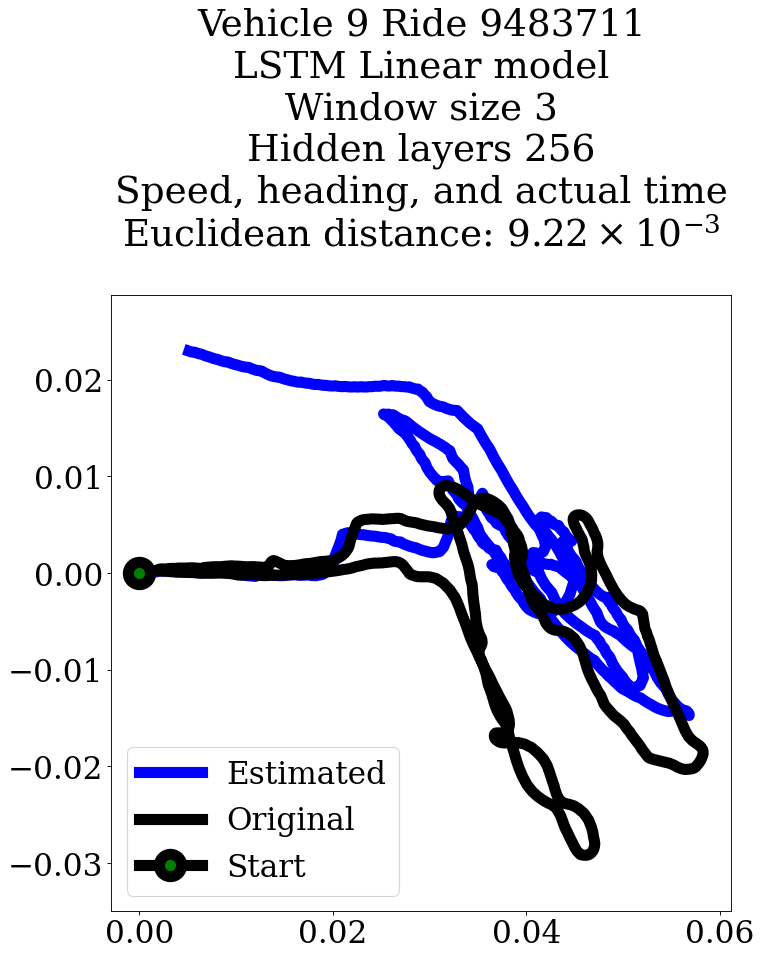 Vehicle 9 Ride 9483711
LSTM Linear model
Window size 3
Hidden layers 256
Speed, heading, and actual time
Euclidean distance: 9.22 × 10⁻³
0.02
0.01
0.00
−0.01
−0.02
−0.03
Estimated
Original
Start
0.00 0.02 0.04 0.06